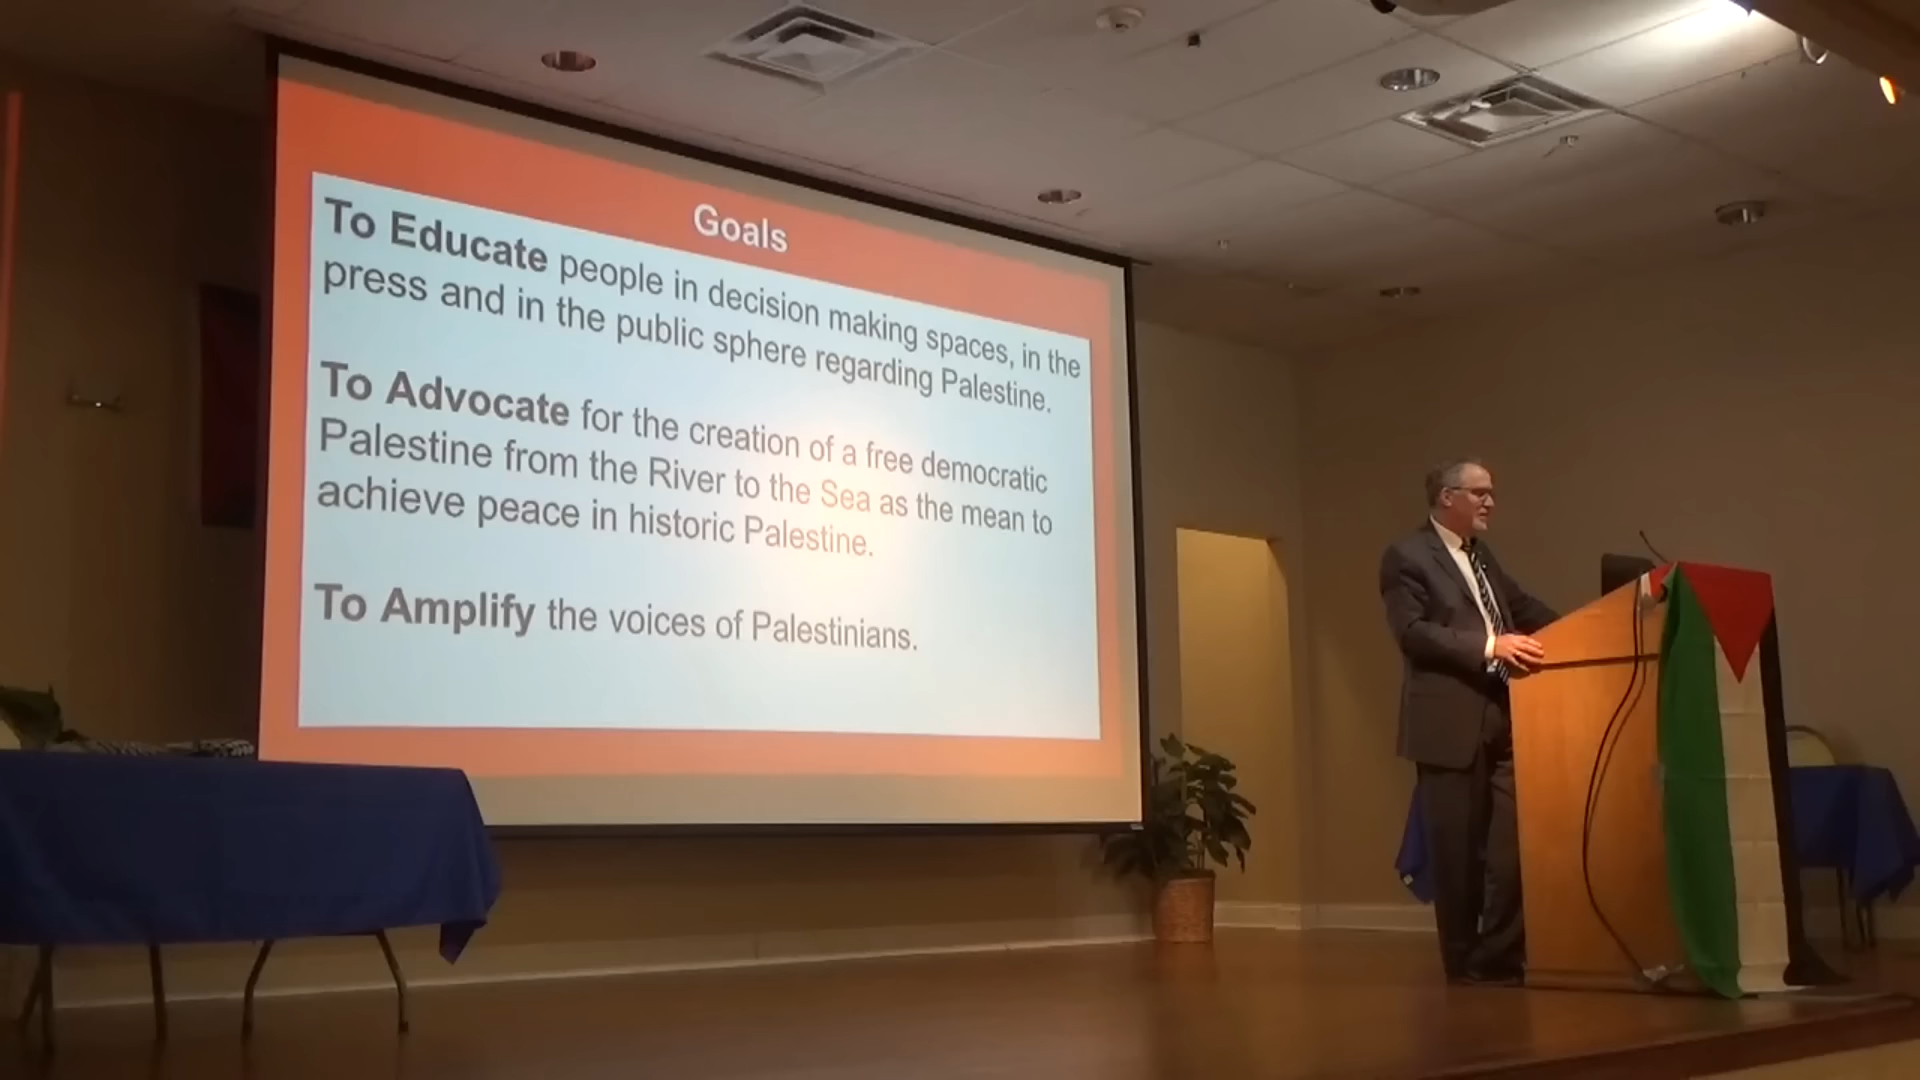 Goals
To Educate people in decision making spaces, in the
press and in the public sphere regarding Palestine.
To Advocate for the creation of a free democratic
Palestine from the River to the Sea as the mean to
achieve peace in historic Palestine.
To Amplify the voices of Palestinians.